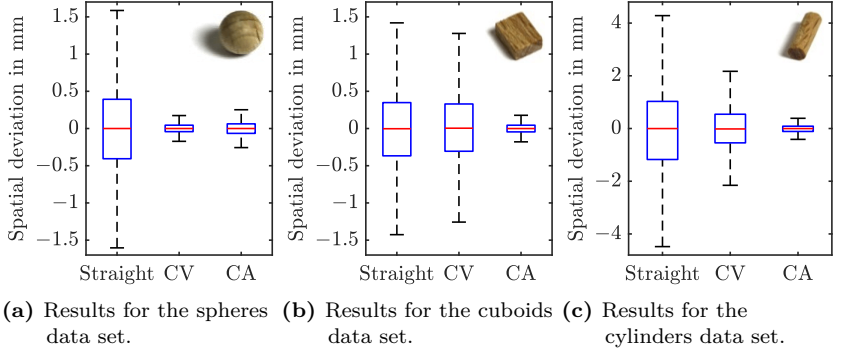 Spatial deviation in mm
1.5
1
0.5
0
−0.5
−1
−1.5
Straight CV CA
(a) Results for the spheres
data set.
Spatial deviation in mm
1.5
1
0.5
0
−0.5
−1
−1.5
Straight CV CA
(b) Results for the cuboids
data set.
Spatial deviation in mm
4
2
0
−2
−4
Straight CV CA
(c) Results for the
cylinders data set.